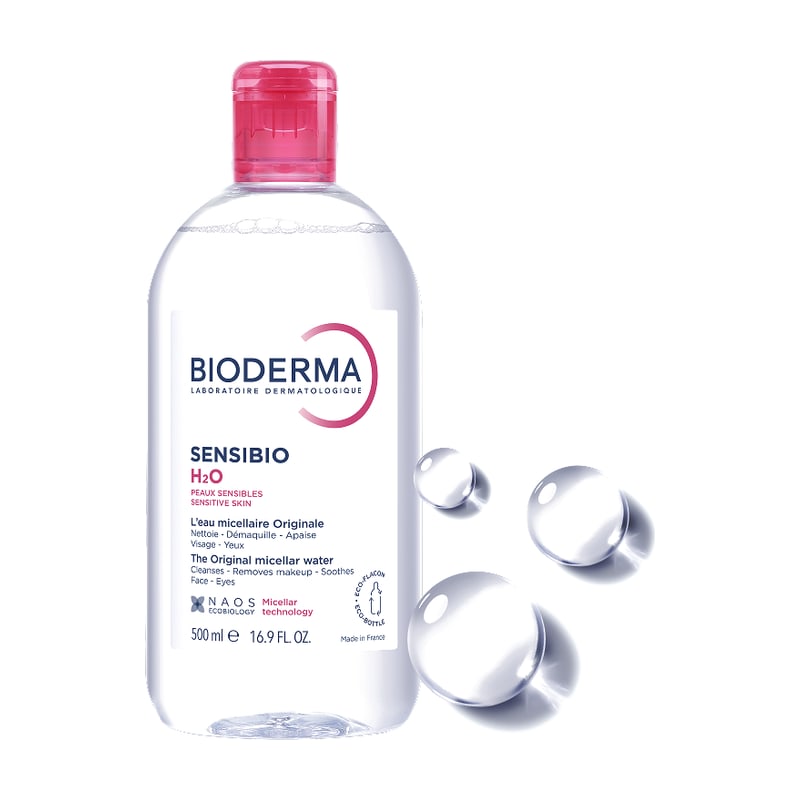 BIODERMA
LABORATOIRE DERMATOLOGIQUE
SENSIBIO
H₂O
PEAUX SENSIBLES
SENSITIVE SKIN
L'eau micellaire Originale
Nettoie - Démaquille - Apaise
Visage - Yeux
The Original micellar water
Cleanses - Removes makeup - Soothes
Face - Eyes
NAOS
ECOBIOLOGY
Micellar
technology
ECO-FLACON • ECO-BOTTLE •
500 ml ℮ 16.9 FL. OZ.
Made in France